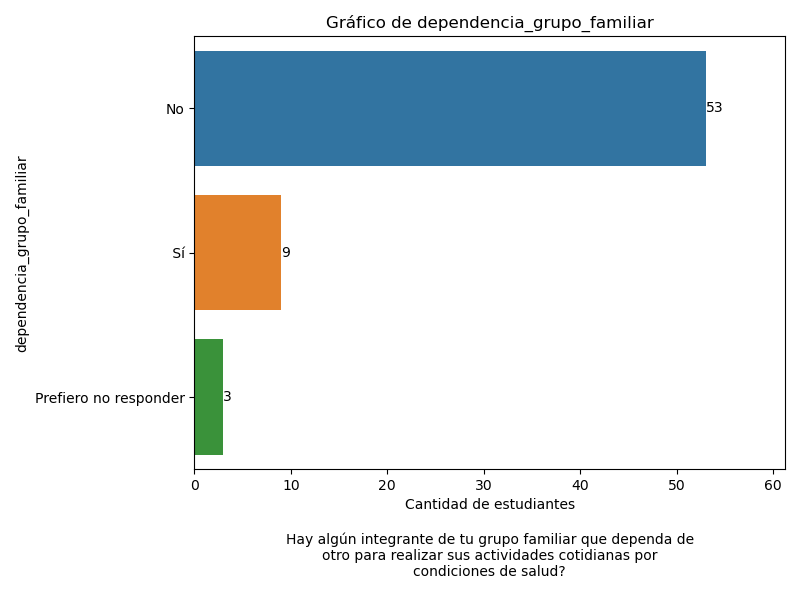 Gráfico de dependencia_grupo_familiar
dependencia_grupo_familiar
No
53
Sí
9
Prefiero no responder
3
0 10 20 30 40 50 60
Cantidad de estudiantes
Hay algún integrante de tu grupo familiar que dependa de
otro para realizar sus actividades cotidianas por
condiciones de salud?